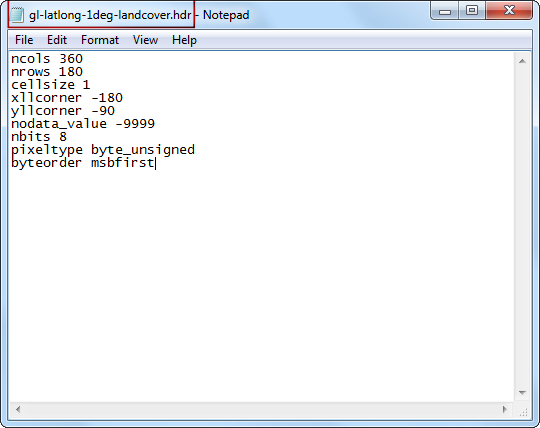 gl-latlong-1deg-landcover.hdr - Notepad
File Edit Format View Help
ncols 360
nrows 180
cellsize 1
xllcorner -180
yllcorner -90
nodata_value -9999
nbits 8
pixeltype byte_unsigned
byteorder msbfirst